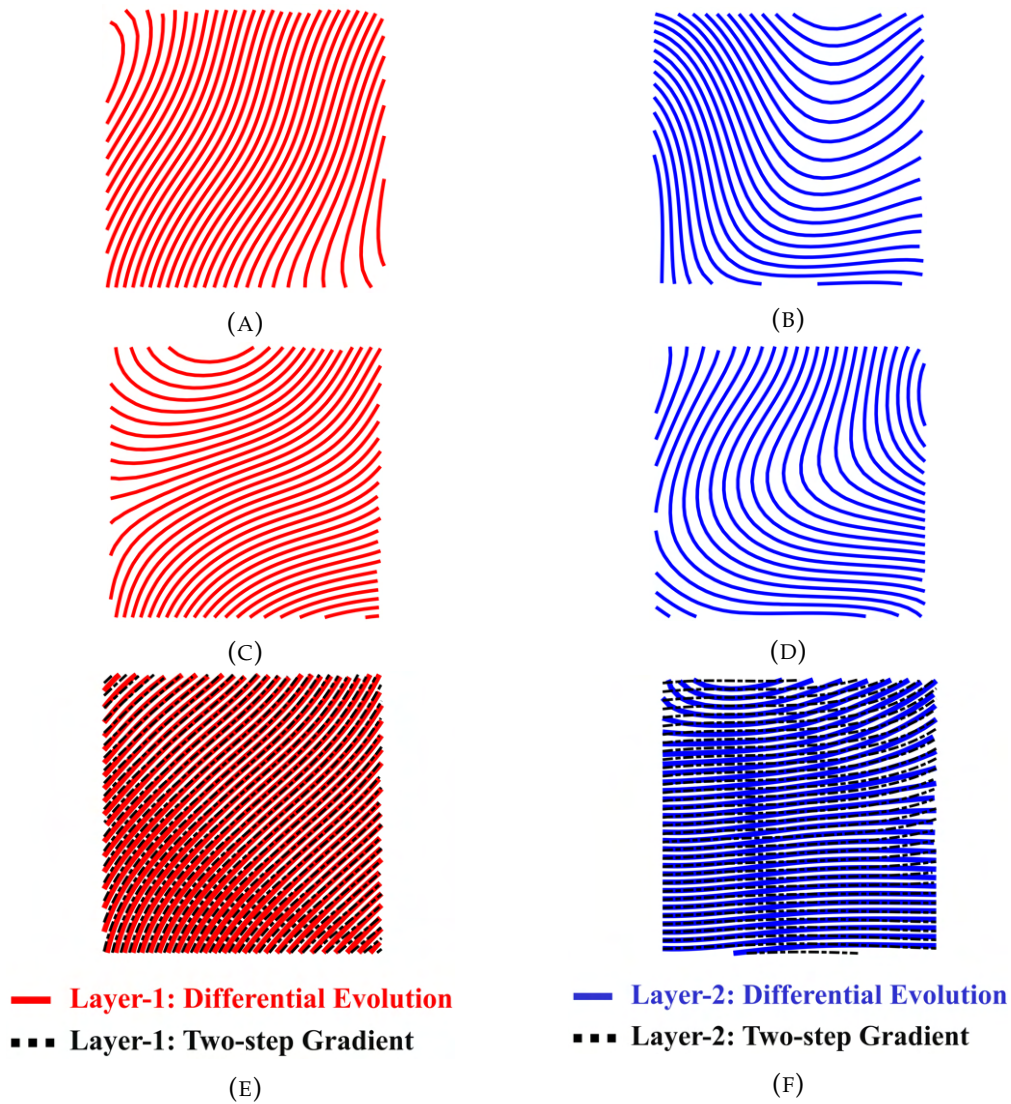 (A)
(B)
(C)
(D)
Layer-1: Differential Evolution
Layer-1: Two-step Gradient
(E)
Layer-2: Differential Evolution
Layer-2: Two-step Gradient
(F)